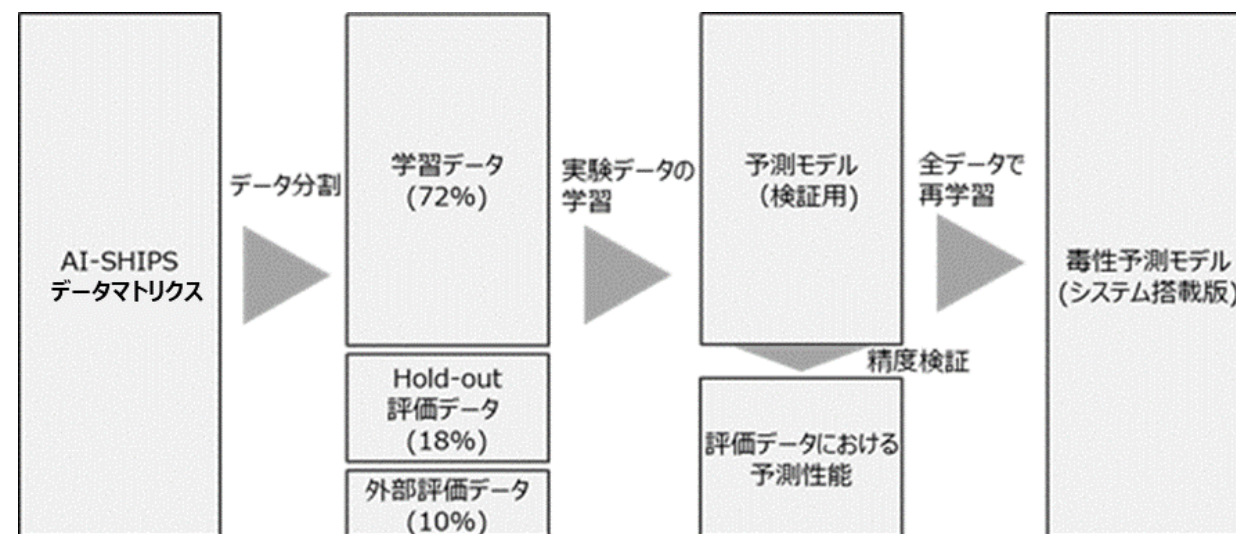 AI-SHIPS
データマトリクス
データ分割
学習データ
(72%)
Hold-out
評価データ
(18%)
外部評価データ
(10%)
実験データの
学習
予測モデル
(検証用)
精度検証
評価データにおける
予測性能
全データで
再学習
毒性予測モデル
(システム搭載版)